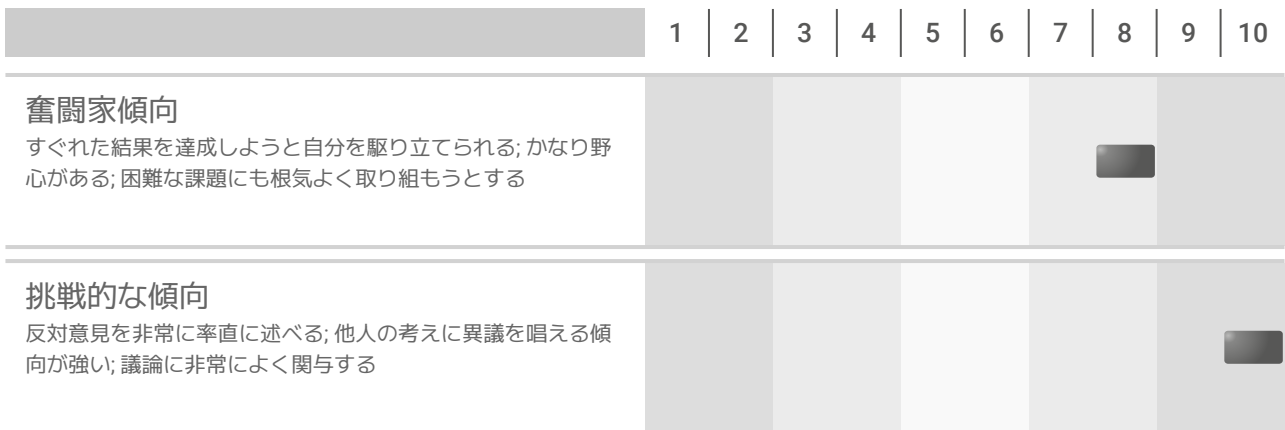 1 2 3 4 5 6 7 8 9 10
奮闘家傾向
すぐれた結果を達成しようと自分を駆り立てられる; かなり野
心がある; 困難な課題にも根気よく取り組もうとする
挑戦的な傾向
反対意見を非常に率直に述べる; 他人の考えに異議を唱える傾
向が強い; 議論に非常によく関与する